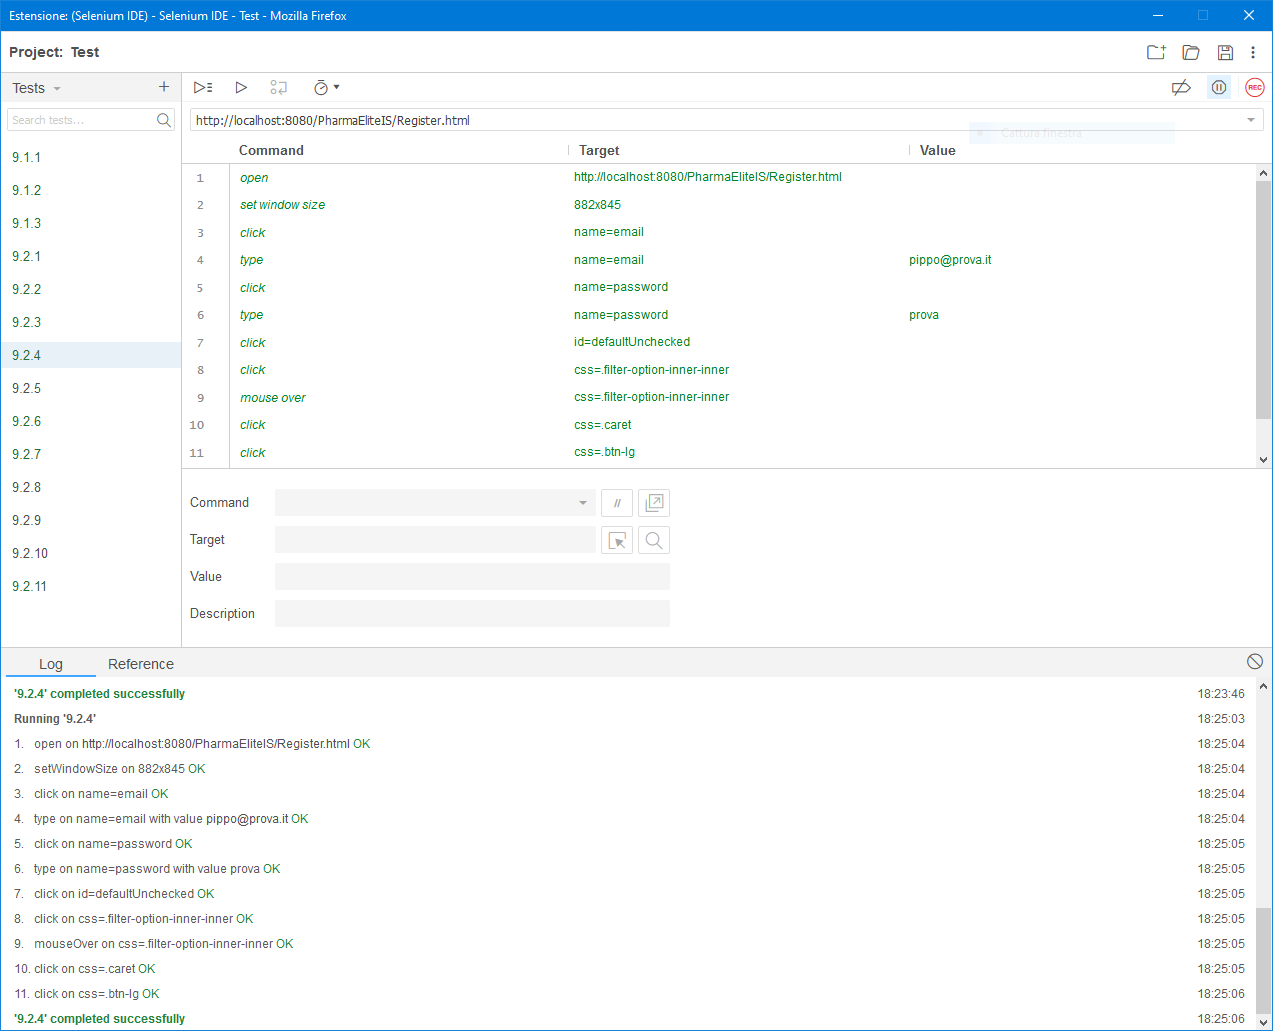 Estensione: (Selenium IDE) - Selenium IDE - Test - Mozilla Firefox
Project: Test
Tests
REC
Search tests...
http://localhost:8080/PharmaEliteIS/Register.html
Cattura finestra
Command Target Value
9.1.1
9.1.2
9.1.3
9.2.1
9.2.2
9.2.3
9.2.4
9.2.5
9.2.6
9.2.7
9.2.8
9.2.9
9.2.10
9.2.11
1 open http://localhost:8080/PharmaEliteIS/Register.html
2 set window size 882x845
3 click name=email
4 type name=email pippo@prova.it
5 click name=password
6 type name=password prova
7 click id=defaultUnchecked
8 click css=.filter-option-inner-inner
9 mouse over css=.filter-option-inner-inner
10 click css=.caret
11 click css=.btn-lg
Command //
Target
Value
Description
Log Reference
'9.2.4' completed successfully 18:23:46
Running '9.2.4' 18:25:03
1. open on http://localhost:8080/PharmaEliteIS/Register.html OK 18:25:04
2. setWindowSize on 882x845 OK 18:25:04
3. click on name=email OK 18:25:04
4. type on name=email with value pippo@prova.it OK 18:25:04
5. click on name=password OK 18:25:05
6. type on name=password with value prova OK 18:25:05
7. click on id=defaultUnchecked OK 18:25:05
8. click on css=.filter-option-inner-inner OK 18:25:05
9. mouseOver on css=.filter-option-inner-inner OK 18:25:05
10. click on css=.caret OK 18:25:05
11. click on css=.btn-lg OK 18:25:06
'9.2.4' completed successfully 18:25:06